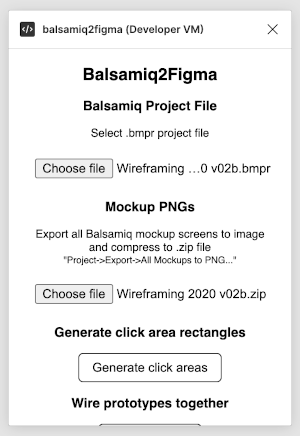 balsamiq2figma (Developer VM)
Balsamiq2Figma
Balsamiq Project File
Select .bmpr project file
Choose file Wireframing …0 v02b.bmpr
Mockup PNGs
Export all Balsamiq mockup screens to image
and compress to .zip file
"Project->Export->All Mockups to PNG..."
Choose file Wireframing 2020 v02b.zip
Generate click area rectangles
Generate click areas
Wire prototypes together